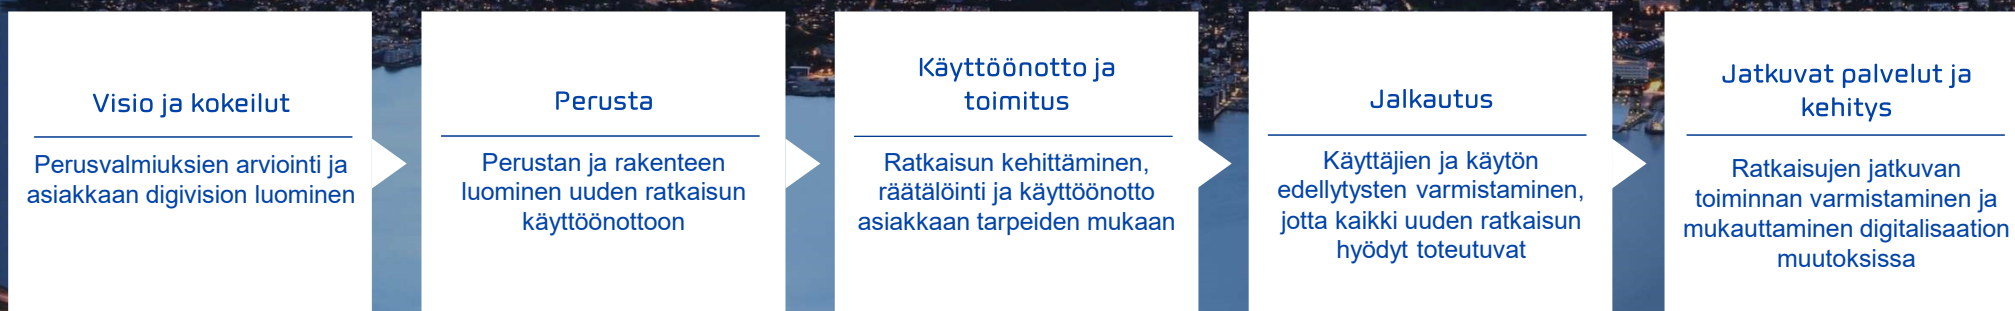 Visio ja kokeilut
Perusvalmiuksien arviointi ja
asiakkaan digivision luominen
Perusta
Perustan ja rakenteen
luominen uuden ratkaisun
käyttöönottoon
Käyttöönotto ja
toimitus
Ratkaisun kehittäminen,
räätälöinti ja käyttöönotto
asiakkaan tarpeiden mukaan
Jalkautus
Käyttäjien ja käytön
edellytysten varmistaminen,
jotta kaikki uuden ratkaisun
hyödyt toteutuvat
Jatkuvat palvelut ja
kehitys
Ratkaisujen jatkuvan
toiminnan varmistaminen ja
mukauttaminen digitalisaation
muutoksissa